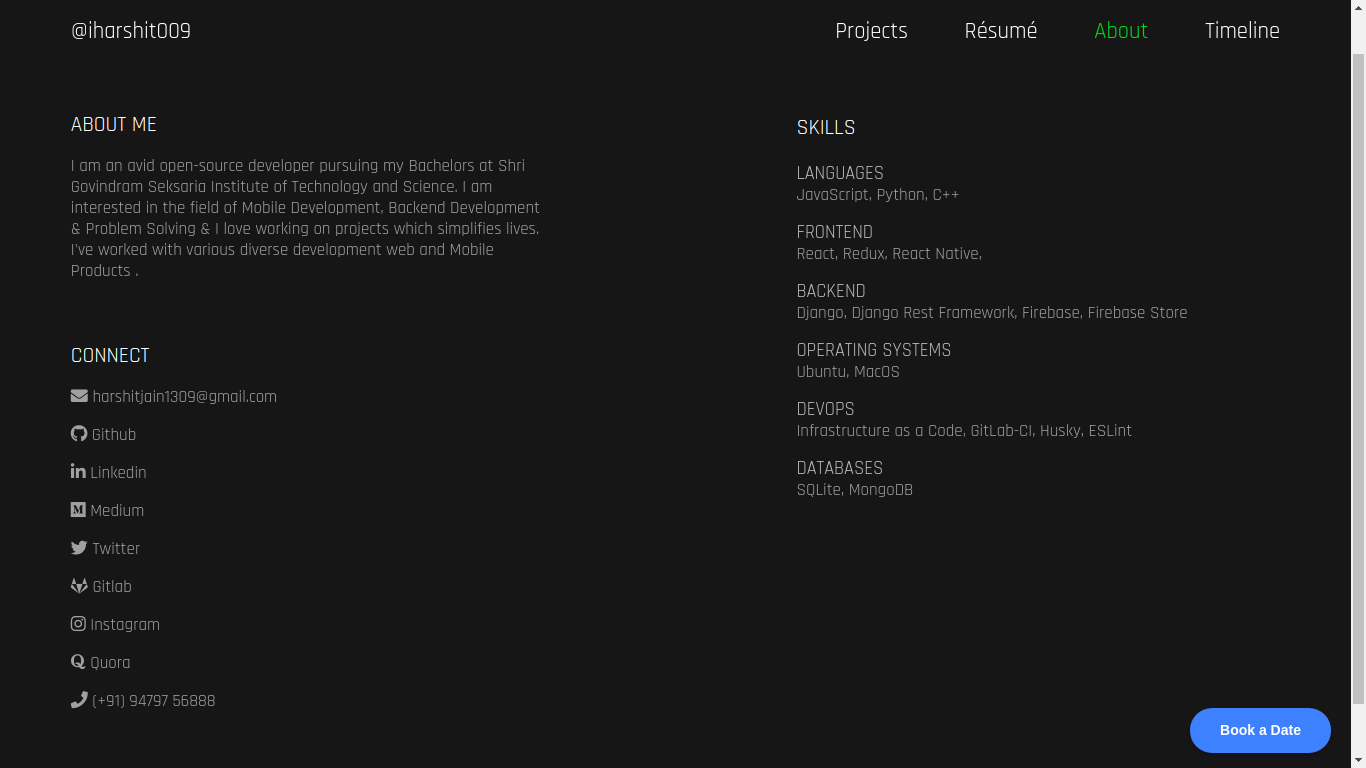 @iharshit009
Projects
Résumé
About
Timeline
ABOUT ME
I am an avid open-source developer pursuing my Bachelors at Shri
Govindram Seksaria Institute of Technology and Science. I am
interested in the field of Mobile Development, Backend Development
& Problem Solving & I love working on projects which simplifies lives.
I've worked with various diverse development web and Mobile
Products .
CONNECT
harshitjain1309@gmail.com
Github
Linkedin
Medium
Twitter
Gitlab
Instagram
Quora
(+91) 94797 56888
SKILLS
LANGUAGES
JavaScript, Python, C++
FRONTEND
React, Redux, React Native,
BACKEND
Django, Django Rest Framework, Firebase, Firebase Store
OPERATING SYSTEMS
Ubuntu, MacOS
DEVOPS
Infrastructure as a Code, GitLab-CI, Husky, ESLint
DATABASES
SQLite, MongoDB
Book a Date